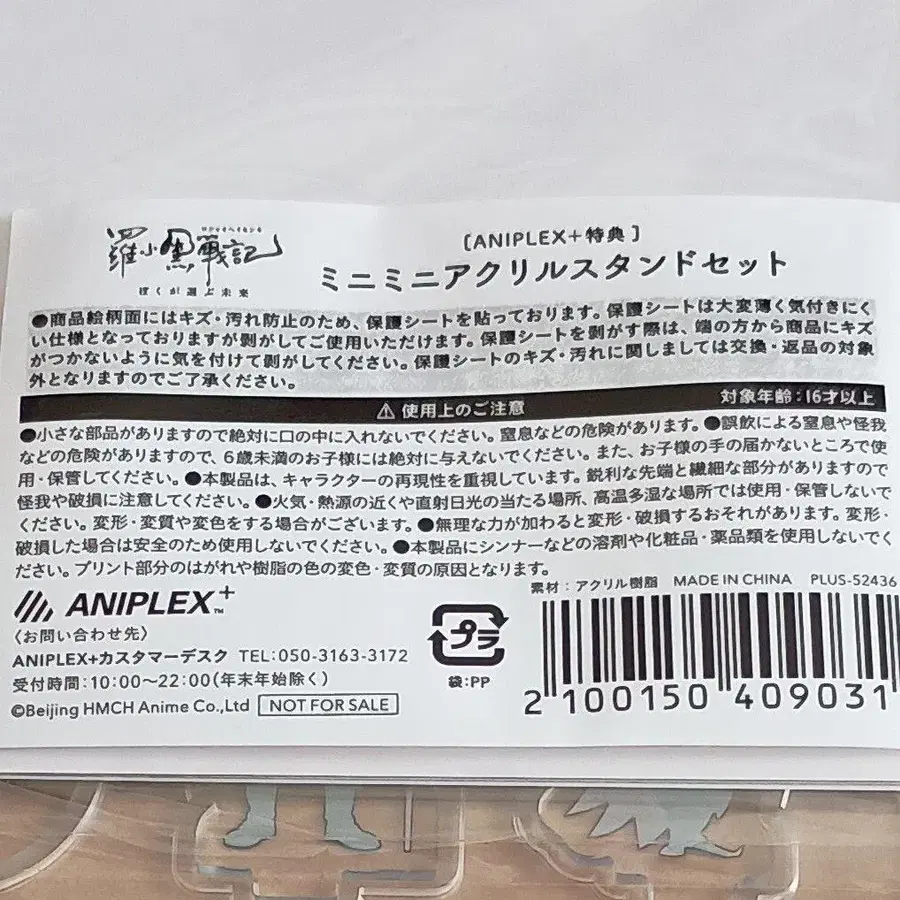 [ANIPLEX+特典]
羅小黒戦記
ぼくが選ぶ未来
ミニミニアクリルスタンドセット
●商品絵柄面にはキズ・汚れ防止のため、保護シートを貼っております。保護シートは大変薄く気付きにく
い仕様となっておりますが剝がしてご使用いただけます。保護シートを剝がす際は、端の方から商品にキズ
がつかないように気を付けて剝がしてください。保護シートのキズ・汚れに関しましては交換・返品の対象
外となりますのでご了承ください。
⚠使用上のご注意
対象年齢:16才以上
●小さな部品がありますので絶対に口の中に入れないでください。窒息などの危険があります。●誤飲による窒息や怪我
などの危険がありますので、6歳未満のお子様には絶対に与えないでください。また、お子様の手の届かないところで使
用・保管してください。●本製品は、キャラクターの再現性を重視しています。鋭利な先端と繊細な部分がありますので
怪我や破損に注意してください。●火気・熱源の近くや直射日光の当たる場所、高温多湿な場所では使用・保管しないで
ください。変形・変質や変色をする場合がございます。●無理な力が加わると変形・破損するおそれがあります。変形・
破損した場合は安全のため使用しないでください。●本製品にシンナーなどの溶剤や化粧品・薬品類を使用しないでく
ださい。プリント部分のはがれや樹脂の色の変色・変質の原因となります。
素材:アクリル樹脂 MADE IN CHINA PLUS-52436
ANIPLEX+™
〈お問い合わせ先〉
ANIPLEX+カスタマーデスク TEL:050-3163-3172
受付時間:10:00〜22:00(年末年始除く)
©Beijing HMCH Anime Co.,Ltd NOT FOR SALE
プラ
袋:PP
2 100150 409031